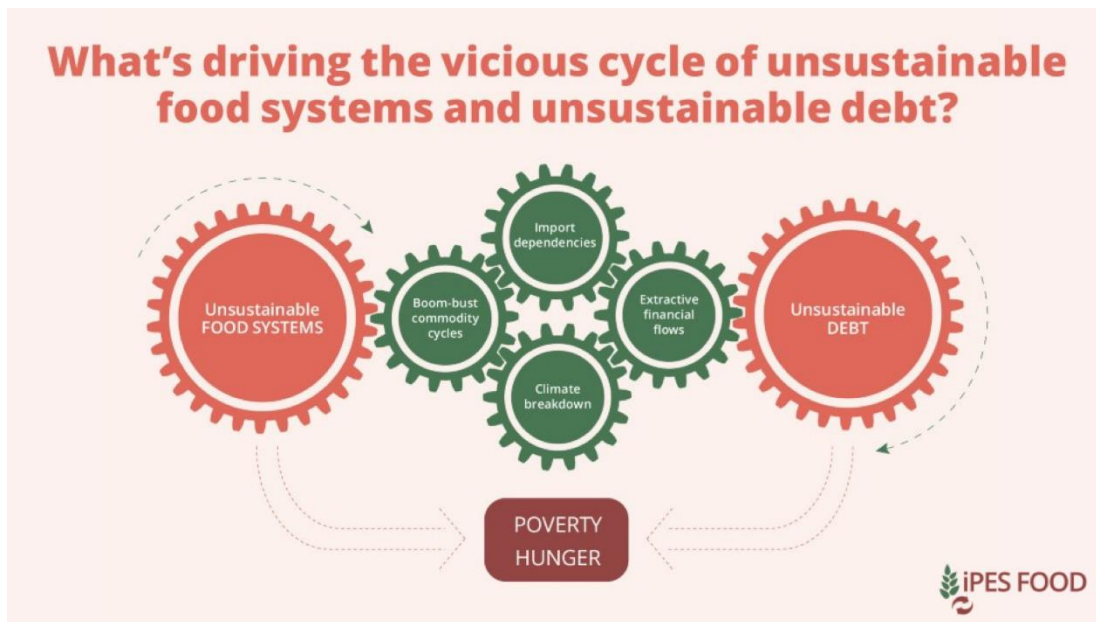 What's driving the vicious cycle of unsustainable
food systems and unsustainable debt?
Import
dependencies
Unsustainable
FOOD SYSTEMS
Boom-bust
commodity
cycles
Extractive
financial
flows
Unsustainable
DEBT
Climate
breakdown
POVERTY
HUNGER
iPES FOOD